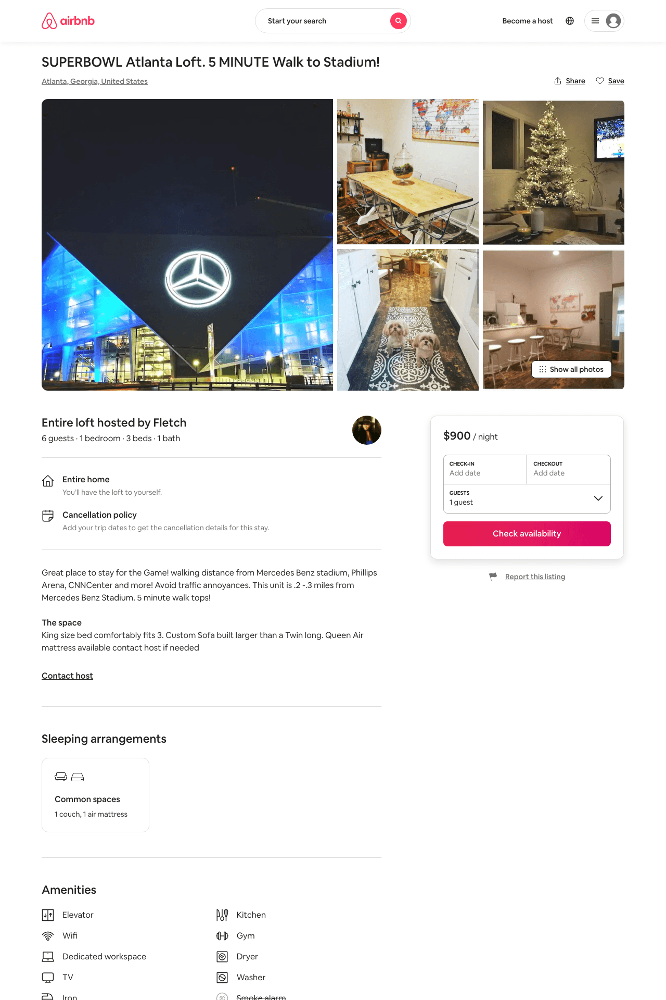 airbnb
Start your search
Become a host
SUPERBOWL Atlanta Loft. 5 MINUTE Walk to Stadium!
Atlanta, Georgia, United States
Share
Save
Show all photos
Entire loft hosted by Fletch
6 guests · 1 bedroom · 3 beds · 1 bath
Entire home
You’ll have the loft to yourself.
Cancellation policy
Add your trip dates to get the cancellation details for this stay.
$900 / night
CHECK-IN
Add date
CHECKOUT
Add date
GUESTS
1 guest
Check availability
Report this listing
Great place to stay for the Game! walking distance from Mercedes Benz stadium, Phillips
Arena, CNNCenter and more! Avoid traffic annoyances. This unit is .2 -.3 miles from
Mercedes Benz Stadium. 5 minute walk tops!
The space
King size bed comfortably fits 3. Custom Sofa built larger than a Twin long. Queen Air
mattress available contact host if needed
Contact host
Sleeping arrangements
Common spaces
1 couch, 1 air mattress
Amenities
Elevator
Kitchen
Wifi
Gym
Dedicated workspace
Dryer
TV
Washer
Iron
Smoke alarm